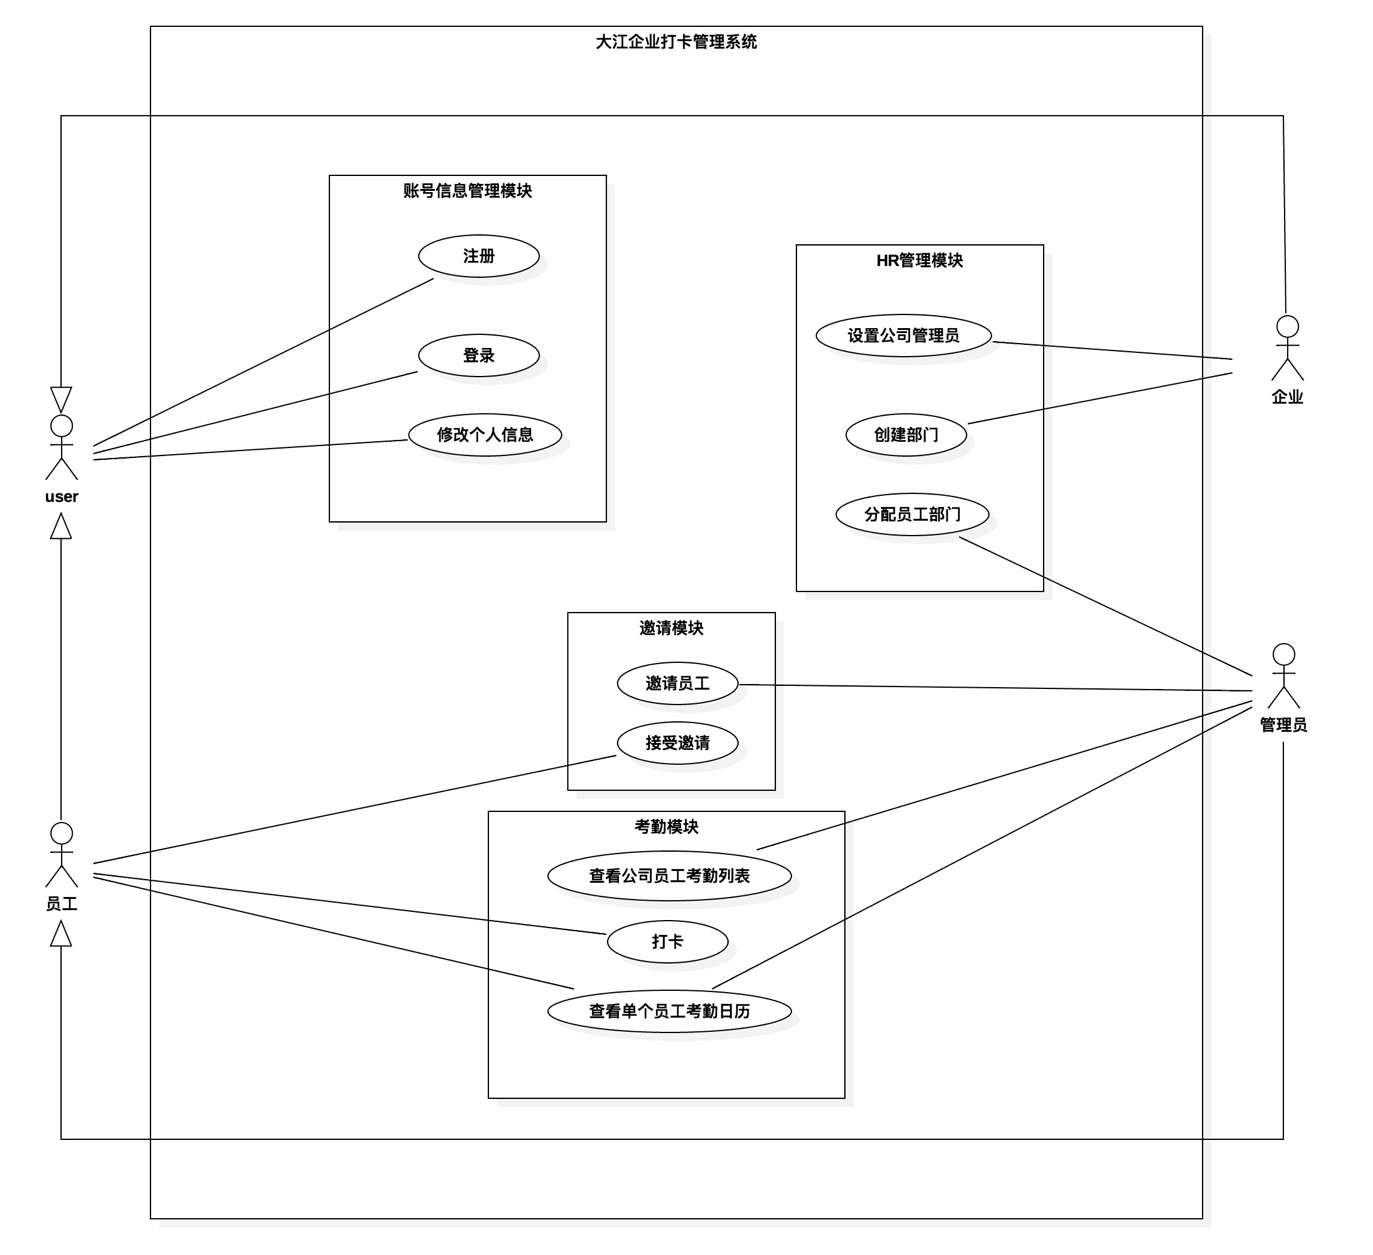 大江企业打卡管理系统
账号信息管理模块
注册
登录
修改个人信息
HR管理模块
设置公司管理员
创建部门
分配员工部门
企业
user
邀请模块
邀请员工
接受邀请
管理员
考勤模块
查看公司员工考勤列表
打卡
查看单个员工考勤日历
员工